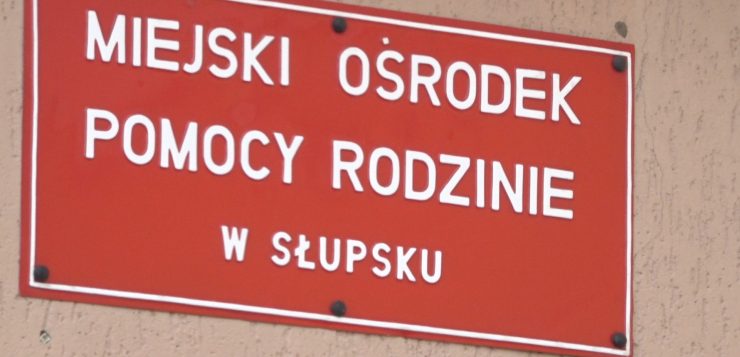 MIEJSKI OŚRODEK
POMOCY RODZINIE
W SŁUPSKU